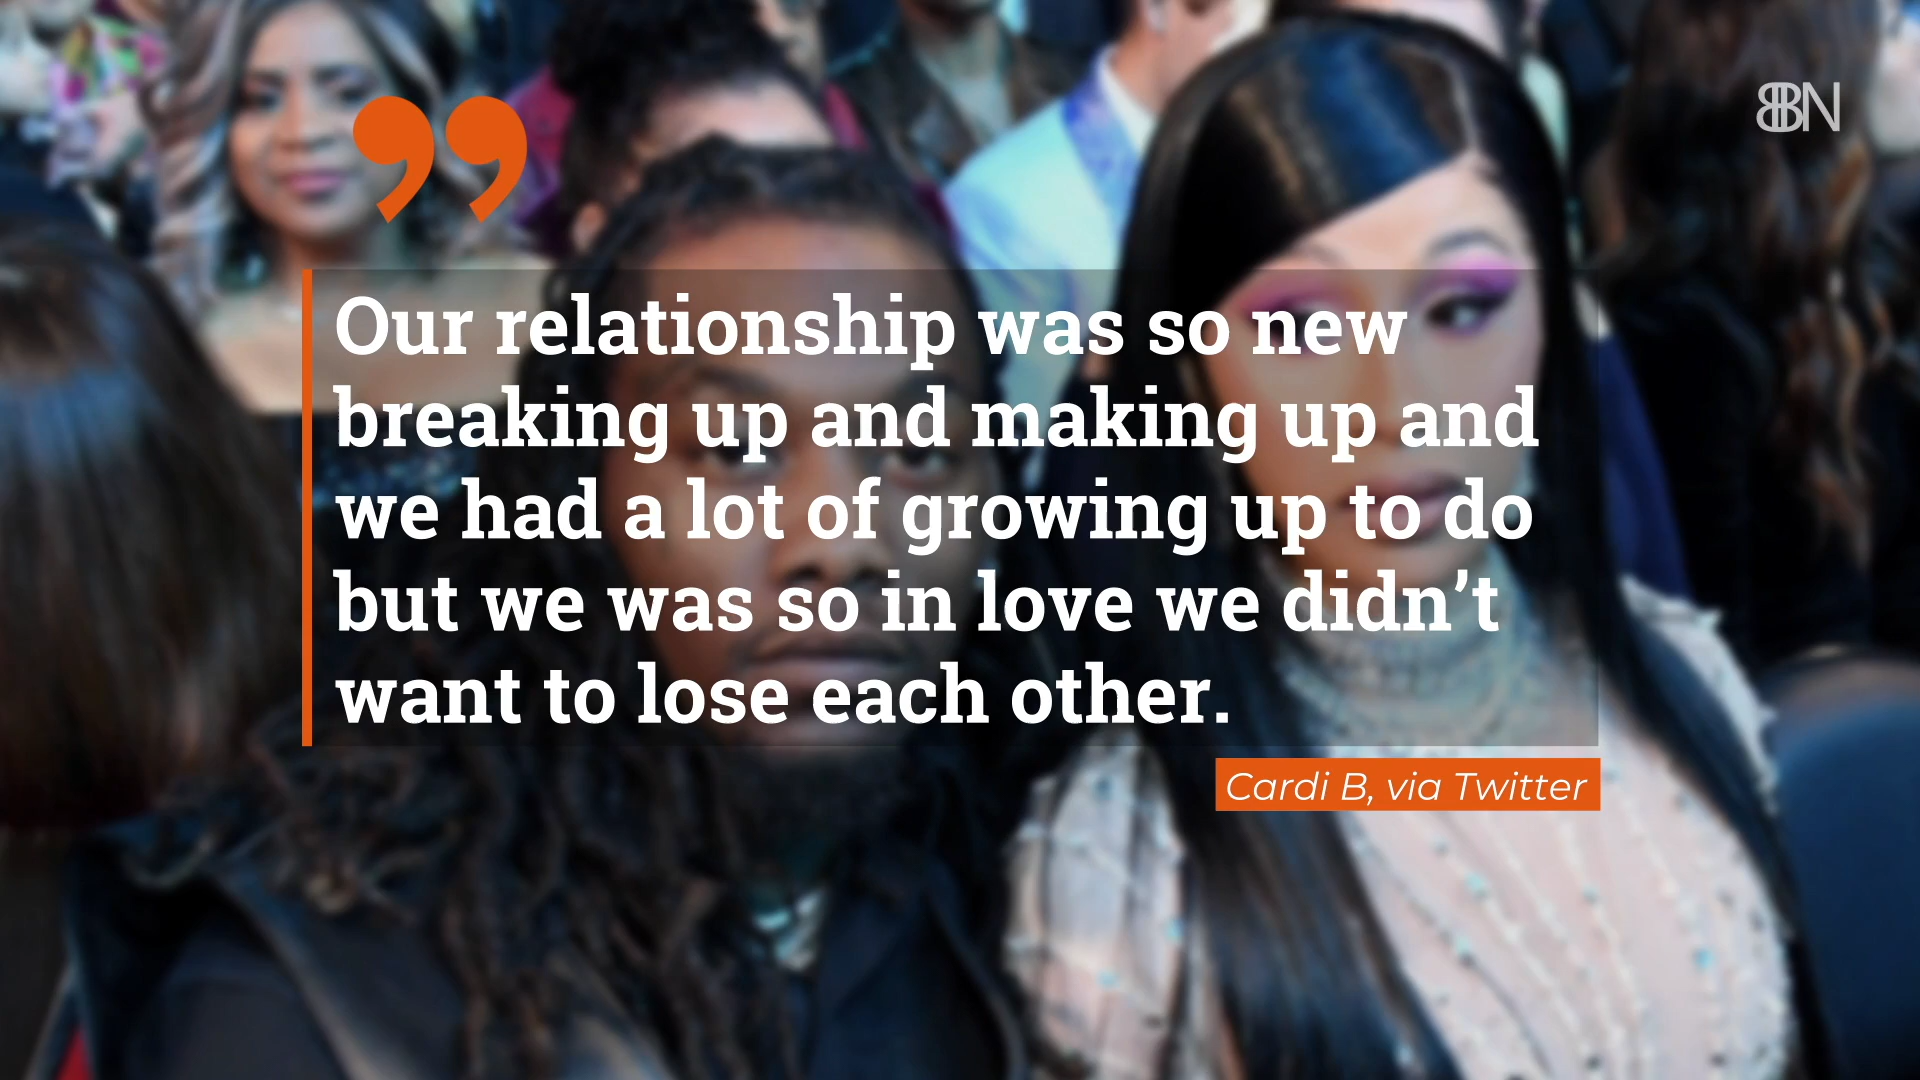 BBN
Our relationship was so new
breaking up and making up and
we had a lot of growing up to do
but we was so in love we didn’t
want to lose each other.
Cardi B, via Twitter